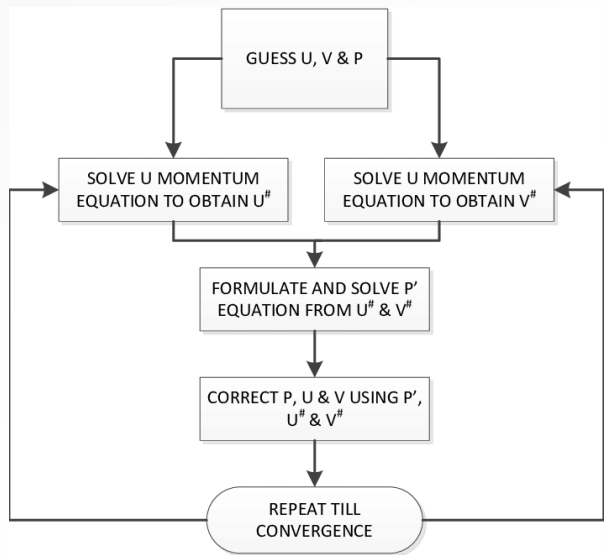 GUESS U, V & P
SOLVE U MOMENTUM
EQUATION TO OBTAIN U#
SOLVE U MOMENTUM
EQUATION TO OBTAIN V#
FORMULATE AND SOLVE P’
EQUATION FROM U# & V#
CORRECT P, U & V USING P’,
U# & V#
REPEAT TILL
CONVERGENCE